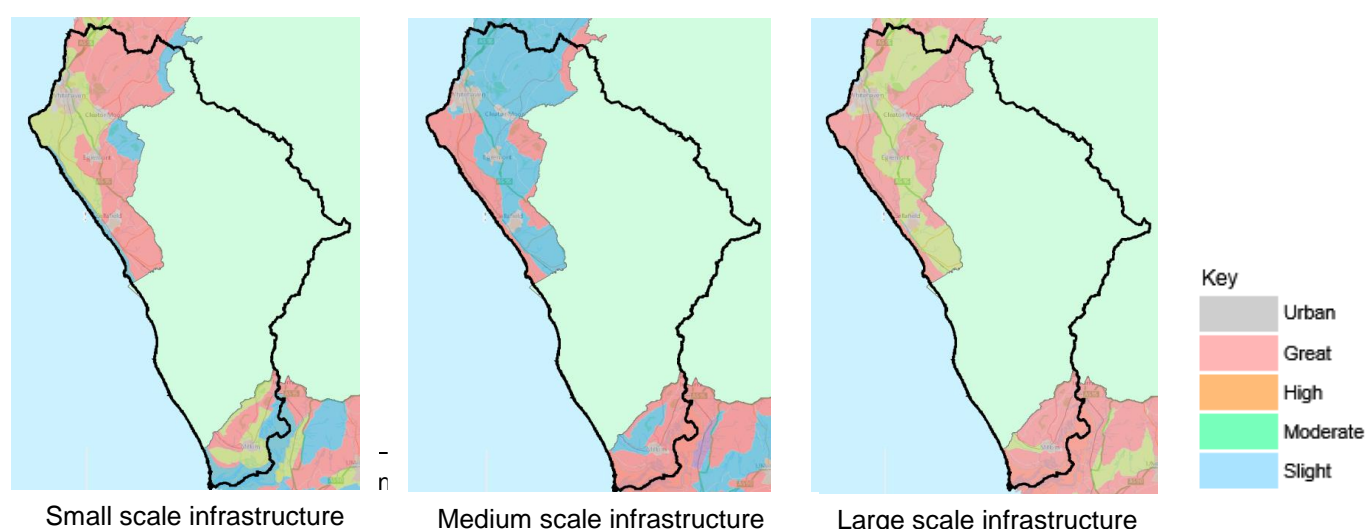 Key
Urban
Great
High
Moderate
Slight
Small scale infrastructure
Medium scale infrastructure
Large scale infrastructure